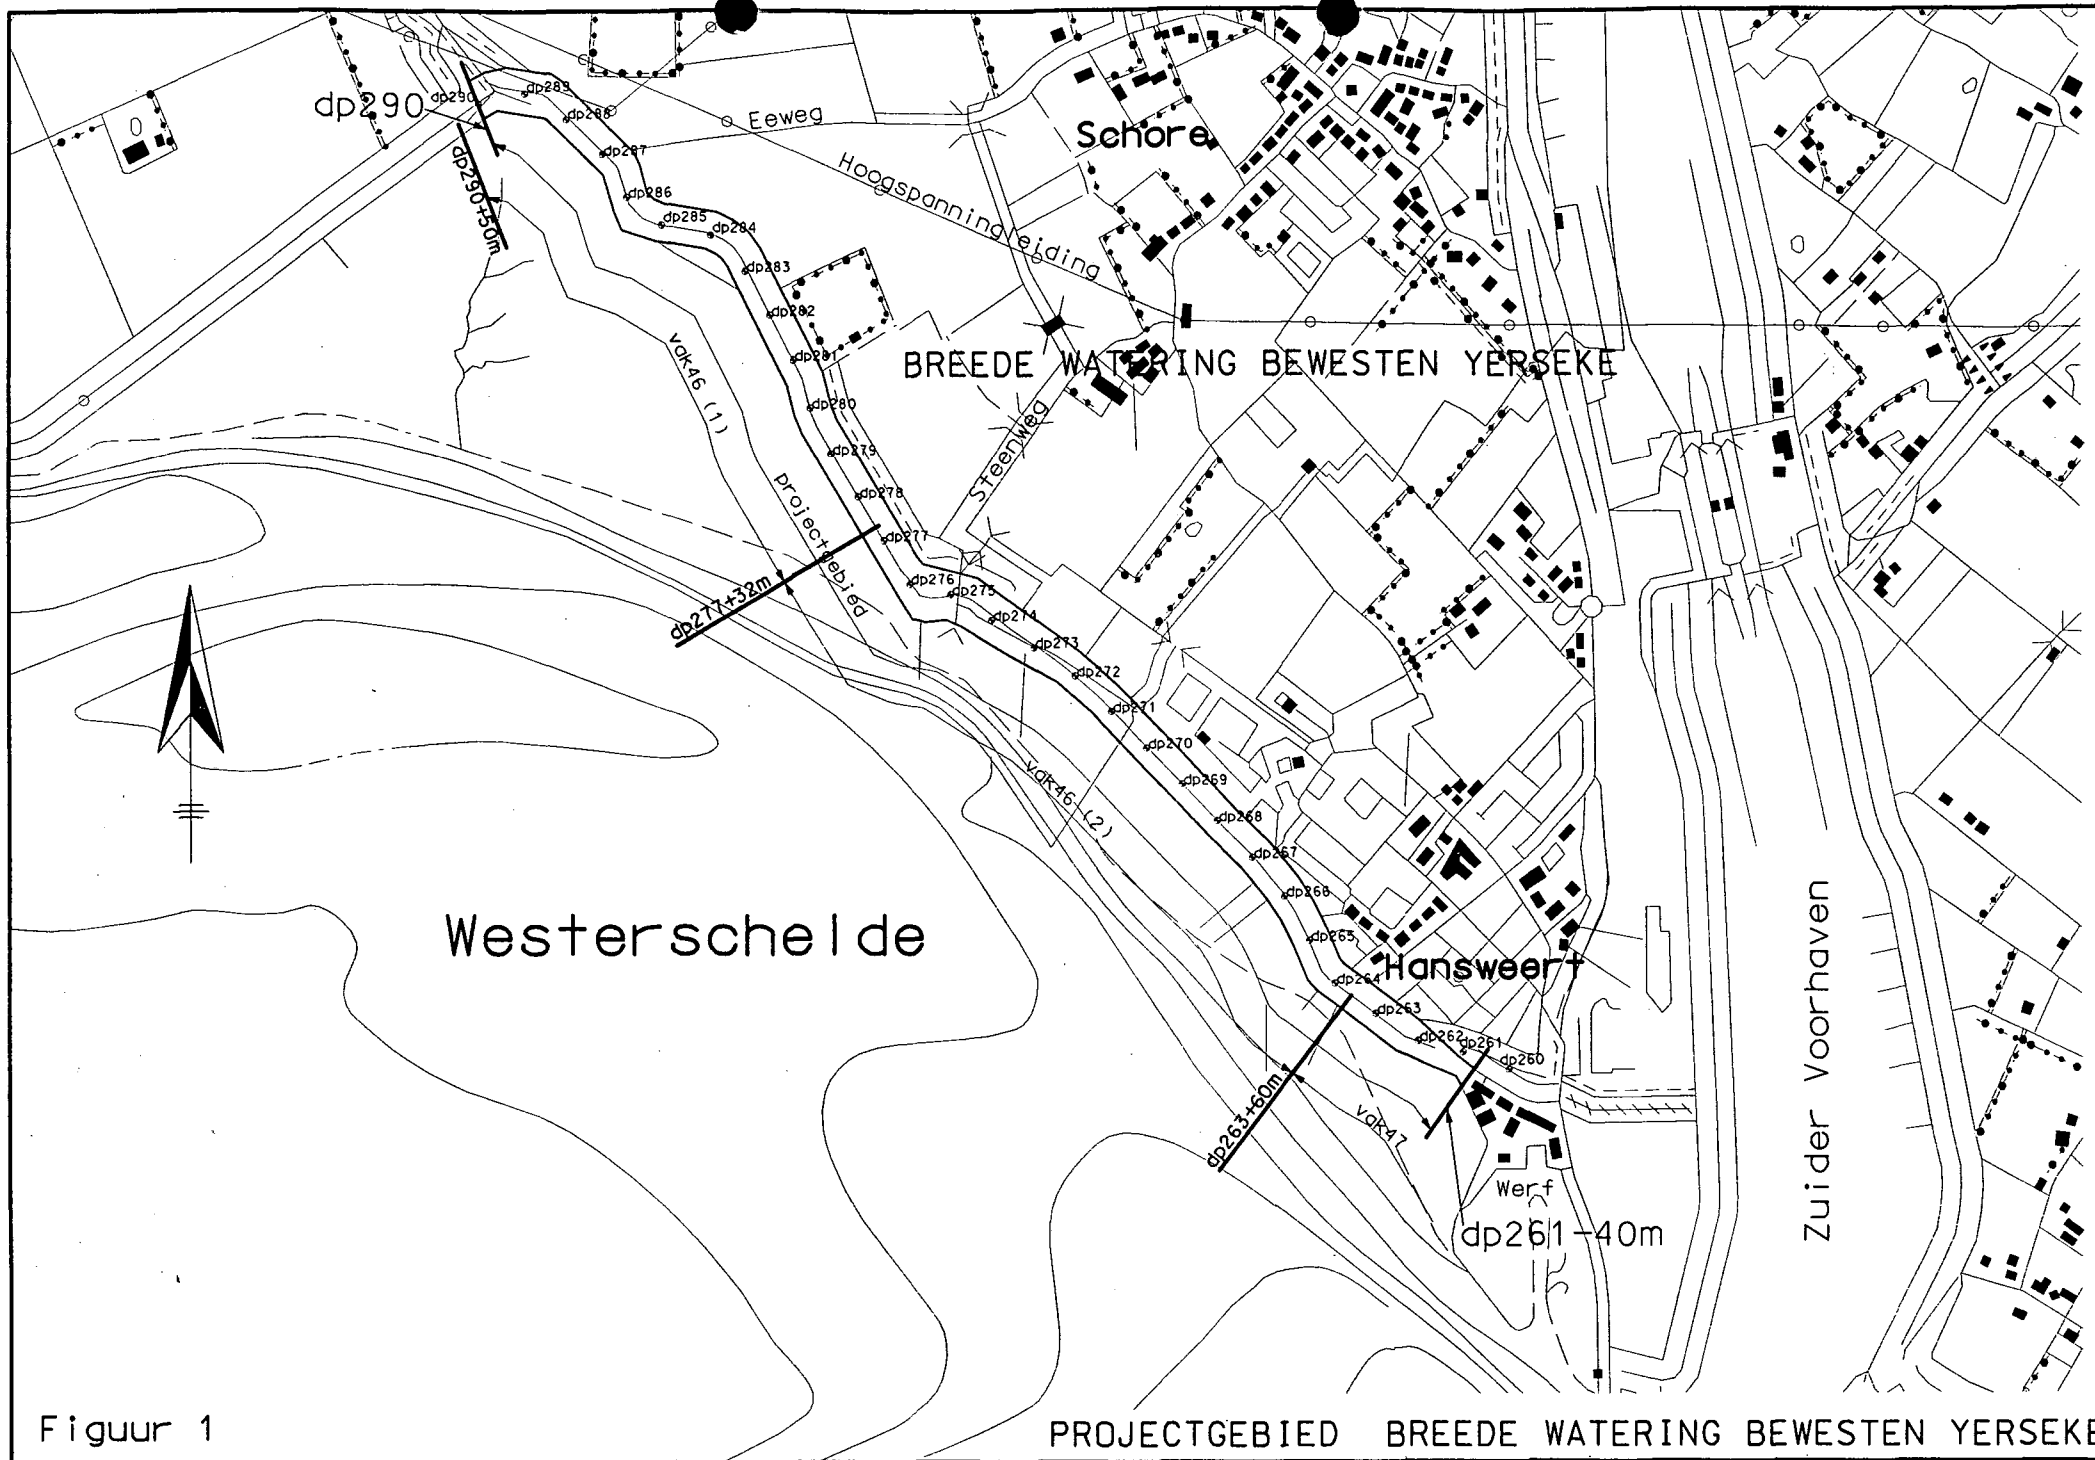 dp290
dp290
dp289
dp288
dp287
dp286
dp285
dp284
dp283
dp282
dp281
dp280
dp279
dp278
dp277
dp276
dp275
dp274
dp273
dp272
dp271
dp270
dp269
dp268
dp267
dp266
dp265
dp264
dp263
dp262
dp261
dp260
dp290+50m
Eeweg
Schore
Hoogspanningleiding
BREEDE WATERING BEWESTEN YERSEKE
vak46 (1)
projectgebied
Steenweg
dp277+32m
vak46 (2)
Westerschelde
Hansweert
dp263+60m
vak47
Werf
dp261-40m
Zuider Voorhaven
Figuur 1
PROJECTGEBIED BREEDE WATERING BEWESTEN YERSEKE